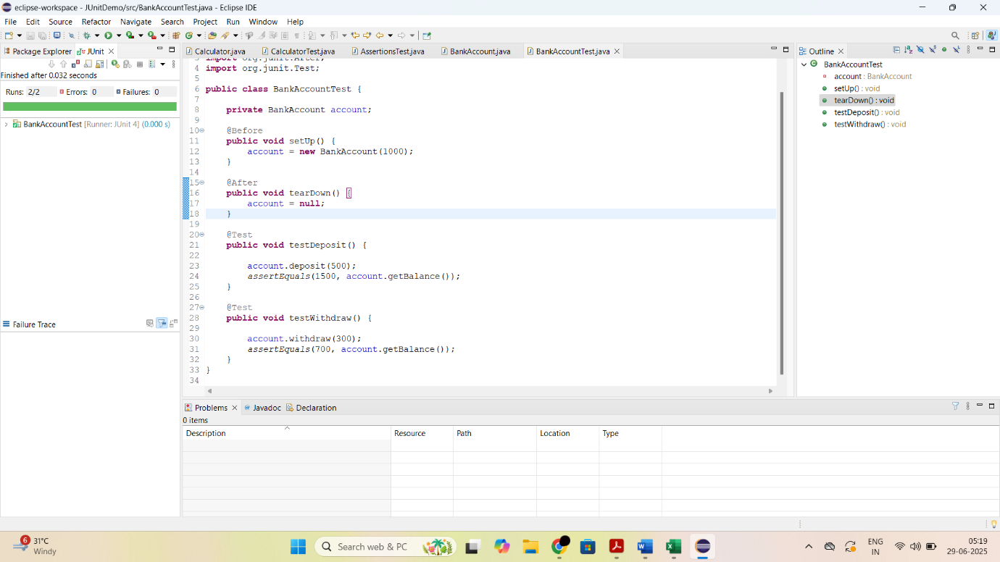 eclipse-workspace - JUnitDemo/src/BankAccountTest.java - Eclipse IDE
File Edit Source Refactor Navigate Search Project Run Window Help
Package Explorer JUnit
Finished after 0.032 seconds
Runs: 2/2 Errors: 0 Failures: 0
BankAccountTest [Runner: JUnit 4] (0.000 s)
Failure Trace
Calculator.java CalculatorTest.java AssertionsTest.java BankAccount.java BankAccountTest.java
3 import org.junit.After;
4 import org.junit.Test;
5
6 public class BankAccountTest {
7
8 private BankAccount account;
9
10 @Before
11 public void setUp() {
12 account = new BankAccount(1000);
13 }
14
15 @After
16 public void tearDown() {
17 account = null;
18 }
19
20 @Test
21 public void testDeposit() {
22
23 account.deposit(500);
24 assertEquals(1500, account.getBalance());
25 }
26
27 @Test
28 public void testWithdraw() {
29
30 account.withdraw(300);
31 assertEquals(700, account.getBalance());
32 }
33 }
34
Outline
BankAccountTest
account : BankAccount
setUp() : void
tearDown() : void
testDeposit() : void
testWithdraw() : void
Problems @ Javadoc Declaration
0 items
Description Resource Path Location Type
6 31°C
Windy
Search web & PC
ENG
IN
05:19
29-06-2025